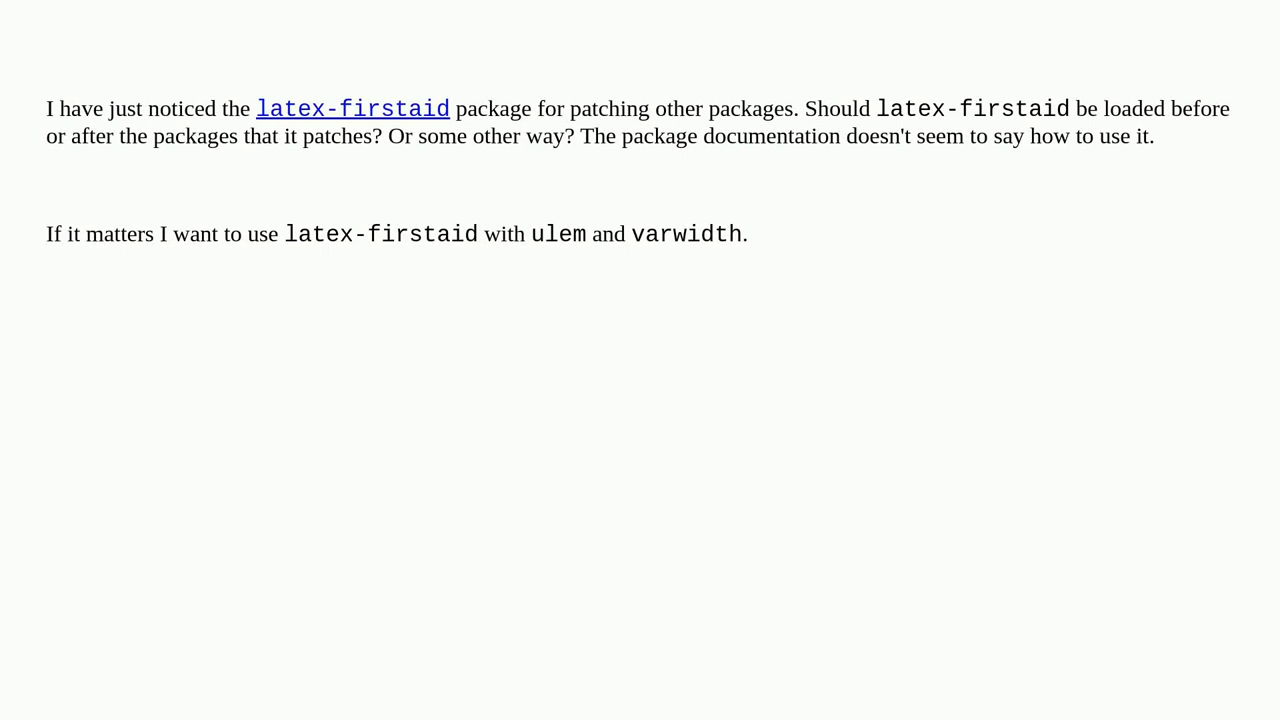 I have just noticed the latex-firstaid package for patching other packages. Should latex-firstaid be loaded before
or after the packages that it patches? Or some other way? The package documentation doesn't seem to say how to use it.
If it matters I want to use latex-firstaid with ulem and varwidth.